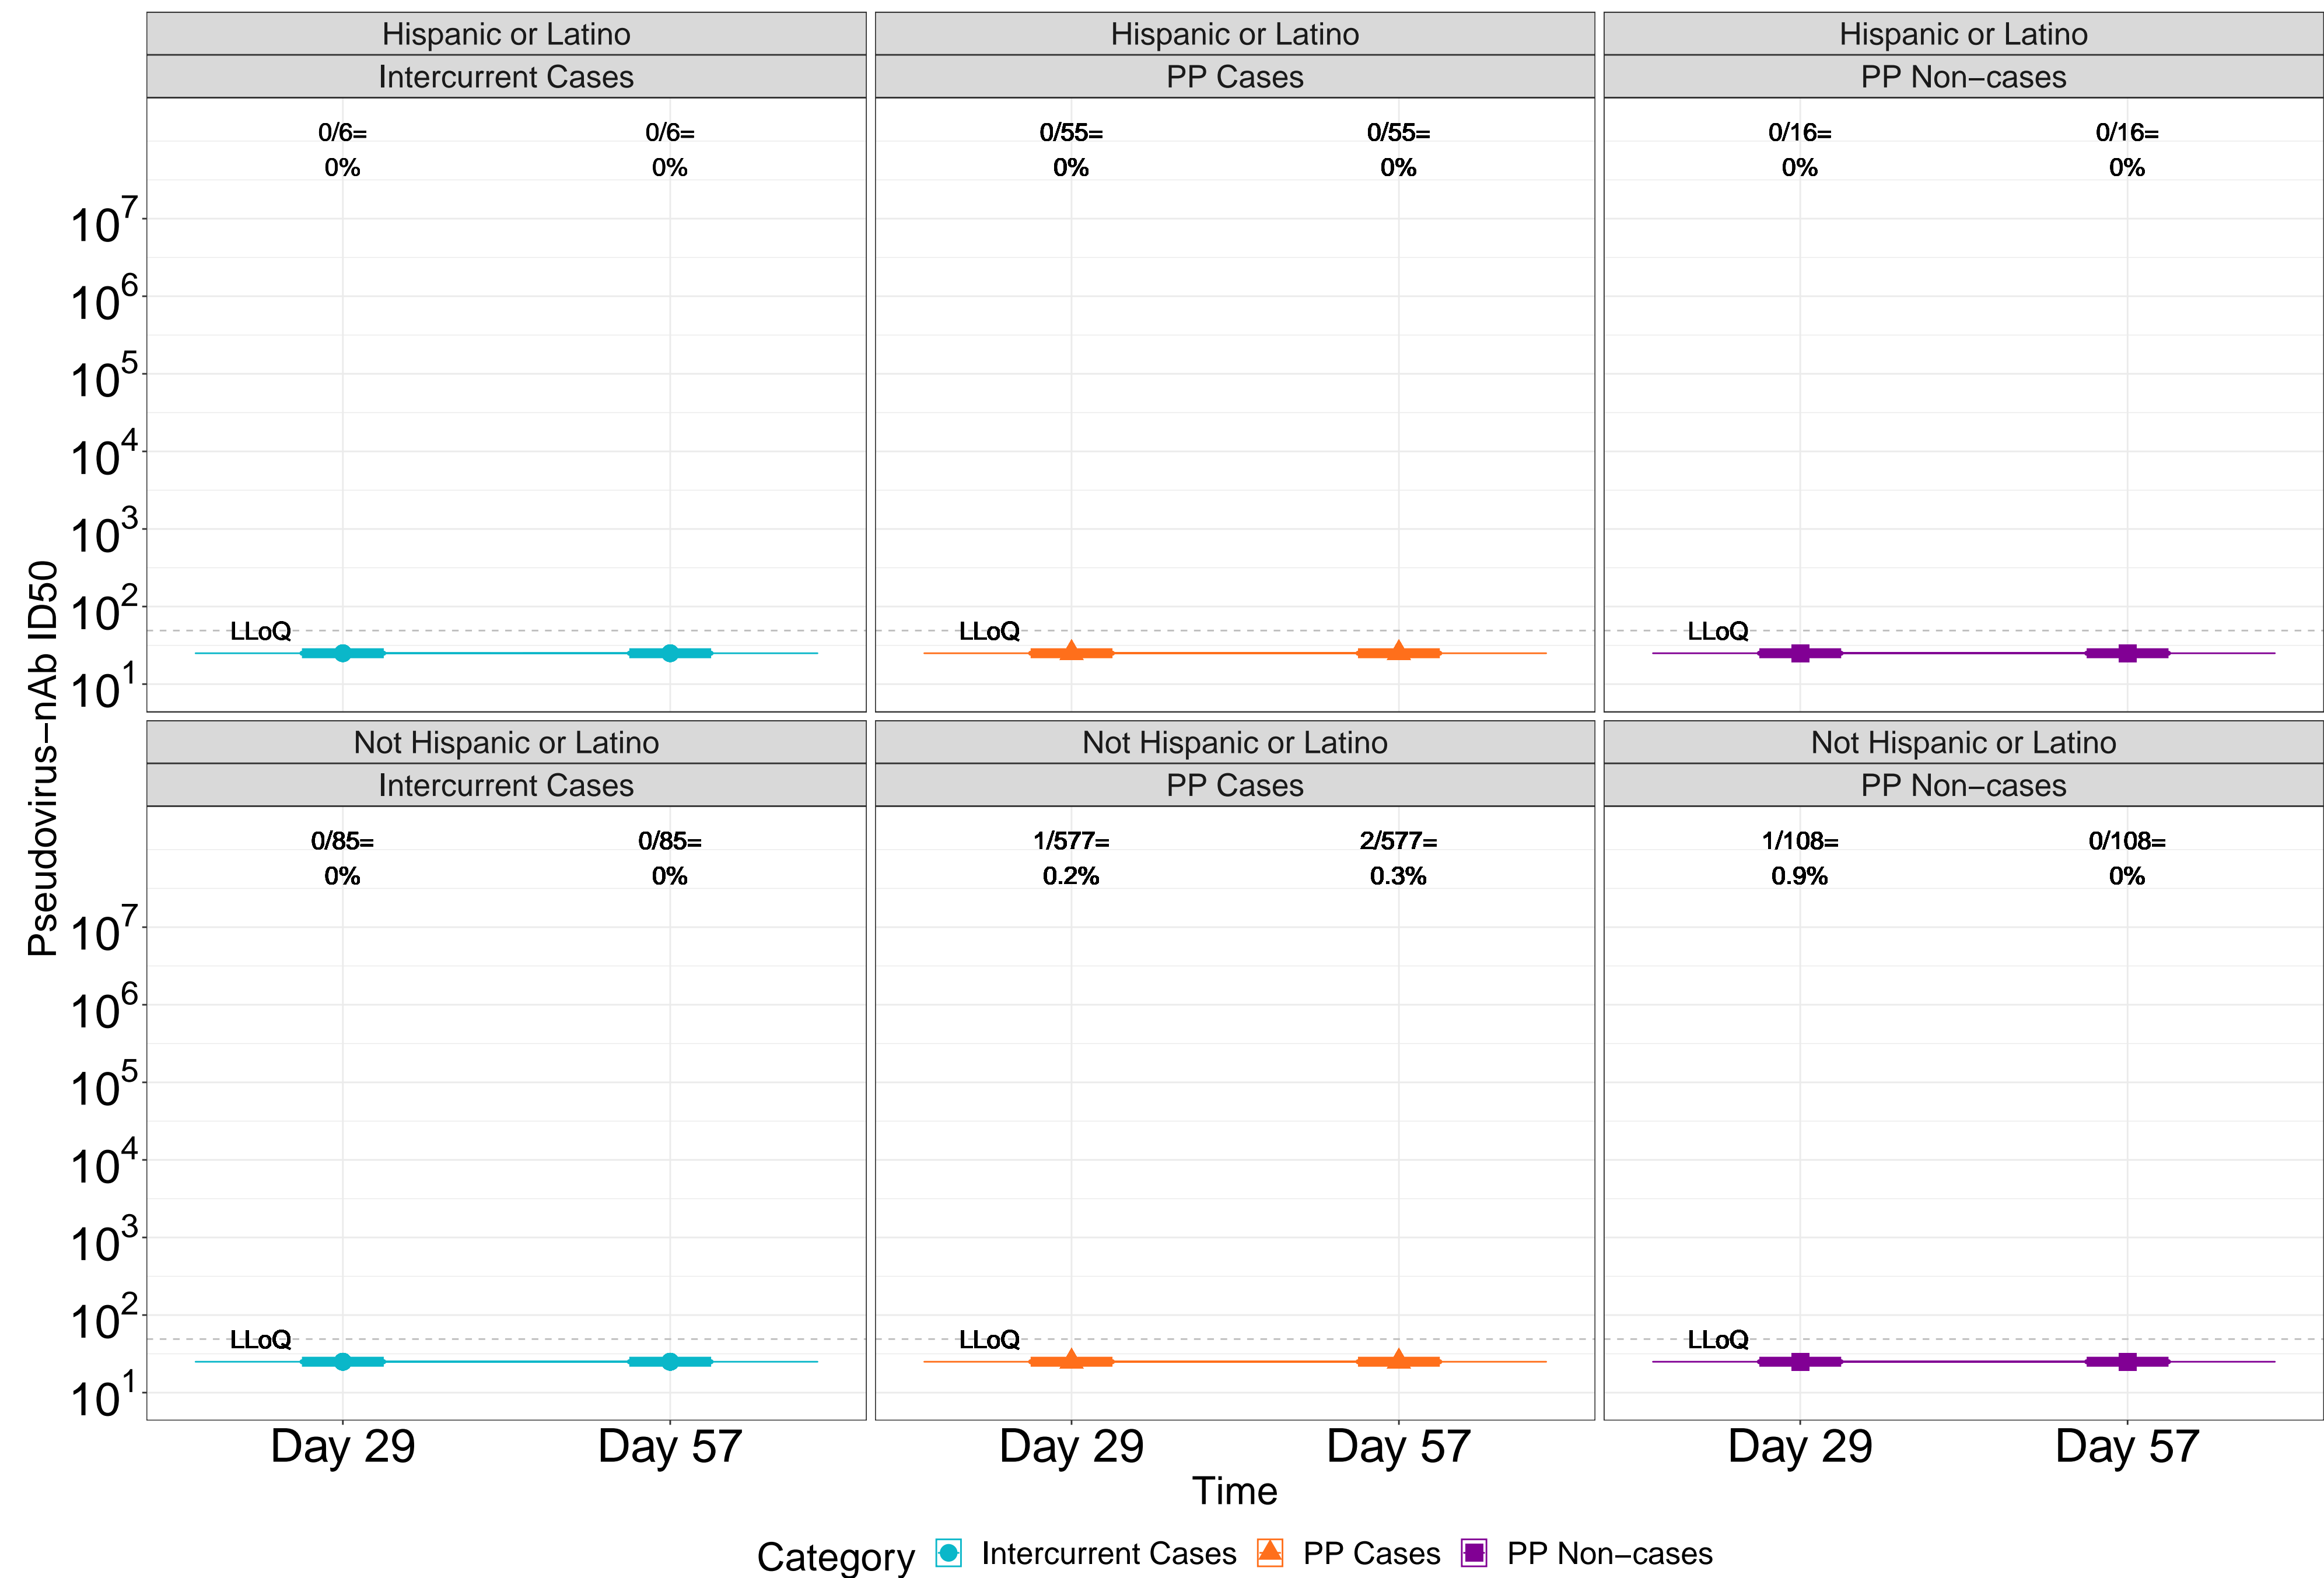 Hispanic or Latino
Intercurrent Cases
Hispanic or Latino
PP Cases
Hispanic or Latino
PP Non−cases
0/6=
0%
0/6=
0%
0/55=
0%
0/55=
0%
0/16=
0%
0/16=
0%
10^7
10^6
10^5
10^4
10^3
10^2
10^1
LLoQ
LLoQ
LLoQ
Pseudovirus−nAb ID50
Not Hispanic or Latino
Intercurrent Cases
Not Hispanic or Latino
PP Cases
Not Hispanic or Latino
PP Non−cases
0/85=
0%
0/85=
0%
1/577=
0.2%
2/577=
0.3%
1/108=
0.9%
0/108=
0%
10^7
10^6
10^5
10^4
10^3
10^2
10^1
LLoQ
LLoQ
LLoQ
Day 29
Day 57
Day 29
Day 57
Day 29
Day 57
Time
Category Intercurrent Cases PP Cases PP Non−cases